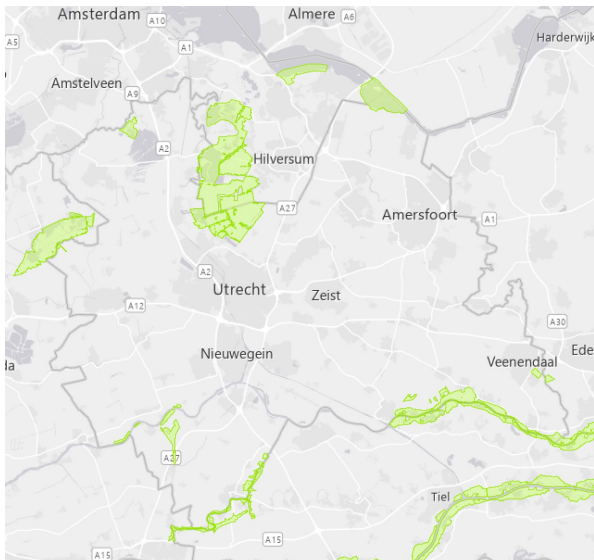 Amsterdam
A10
Almere
A6
Harderwijk
A5
A1
Amstelveen
A9
A2
Hilversum
A27
Amersfoort
A1
A2
Utrecht
Zeist
A12
A30
Nieuwegein
Veenendaal
Ede
da
A27
Tiel
A15
A15